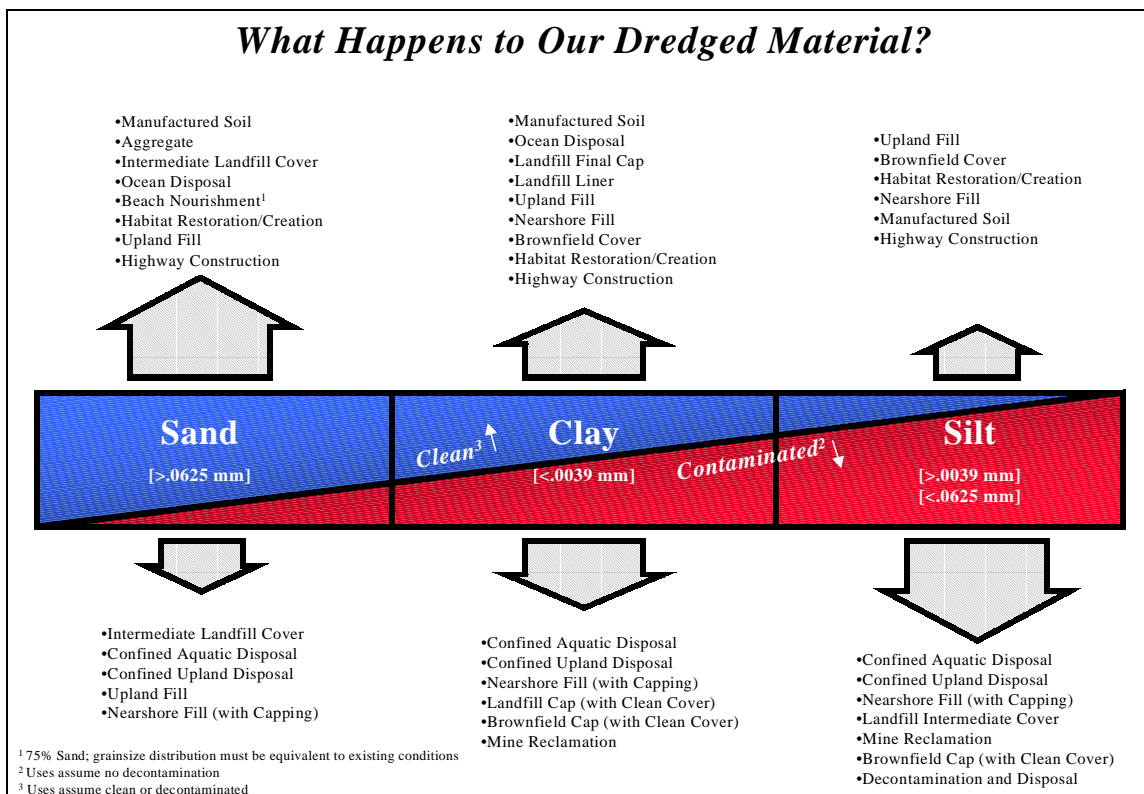 What Happens to Our Dredged Material?
•Manufactured Soil
•Aggregate
•Intermediate Landfill Cover
•Ocean Disposal
•Beach Nourishment¹
•Habitat Restoration/Creation
•Upland Fill
•Highway Construction
•Manufactured Soil
•Ocean Disposal
•Landfill Final Cap
•Landfill Liner
•Upland Fill
•Nearshore Fill
•Brownfield Cover
•Habitat Restoration/Creation
•Highway Construction
•Upland Fill
•Brownfield Cover
•Habitat Restoration/Creation
•Nearshore Fill
•Manufactured Soil
•Highway Construction
Sand
[>.0625 mm]
Clean³
Clay
[<.0039 mm]
Contaminated²
Silt
[>.0039 mm]
[<.0625 mm]
•Intermediate Landfill Cover
•Confined Aquatic Disposal
•Confined Upland Disposal
•Upland Fill
•Nearshore Fill (with Capping)
•Confined Aquatic Disposal
•Confined Upland Disposal
•Nearshore Fill (with Capping)
•Landfill Cap (with Clean Cover)
•Brownfield Cap (with Clean Cover)
•Mine Reclamation
•Confined Aquatic Disposal
•Confined Upland Disposal
•Nearshore Fill (with Capping)
•Landfill Intermediate Cover
•Mine Reclamation
•Brownfield Cap (with Clean Cover)
•Decontamination and Disposal
¹ 75% Sand; grainsize distribution must be equivalent to existing conditions
² Uses assume no decontamination
³ Uses assume clean or decontaminated